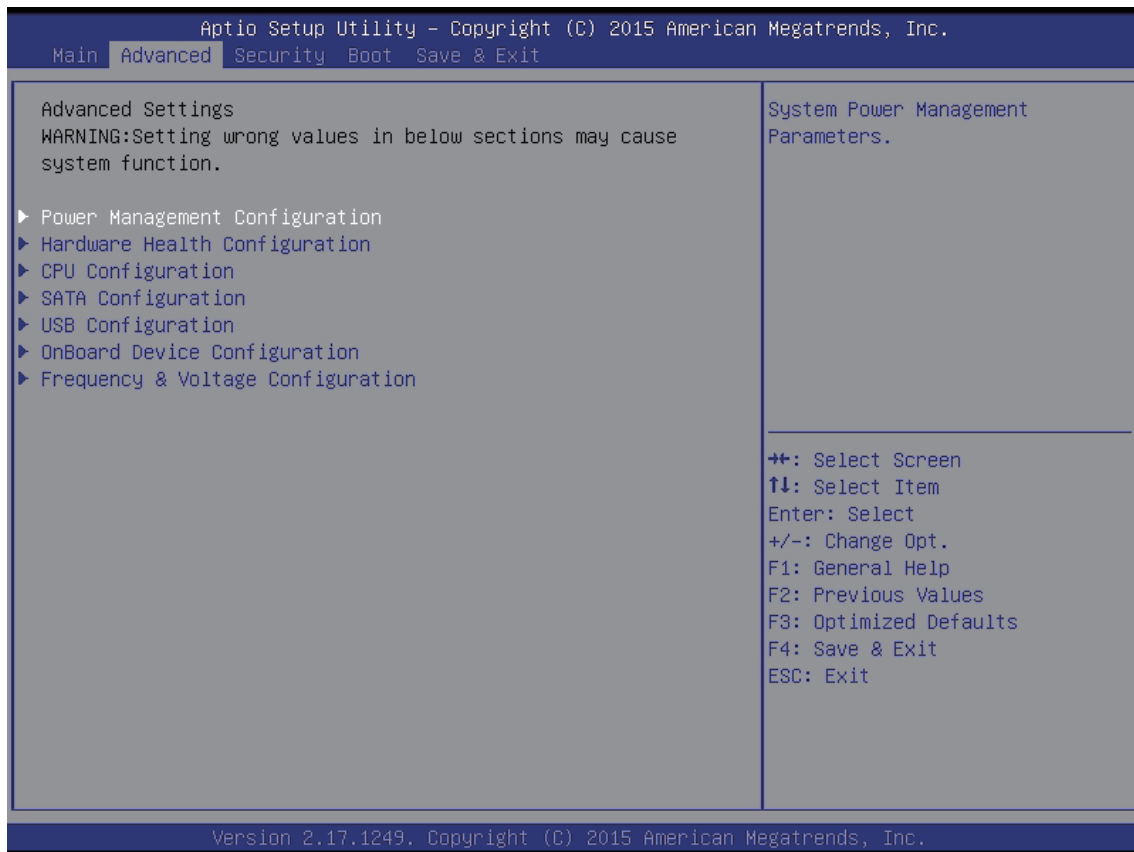 Aptio Setup Utility – Copyright (C) 2015 American Megatrends, Inc.
Main Advanced Security Boot Save & Exit
Advanced Settings
WARNING:Setting wrong values in below sections may cause
system function.
▶ Power Management Configuration
▶ Hardware Health Configuration
▶ CPU Configuration
▶ SATA Configuration
▶ USB Configuration
▶ OnBoard Device Configuration
▶ Frequency & Voltage Configuration
System Power Management
Parameters.
→←: Select Screen
↑↓: Select Item
Enter: Select
+/-: Change Opt.
F1: General Help
F2: Previous Values
F3: Optimized Defaults
F4: Save & Exit
ESC: Exit
Version 2.17.1249. Copyright (C) 2015 American Megatrends, Inc.